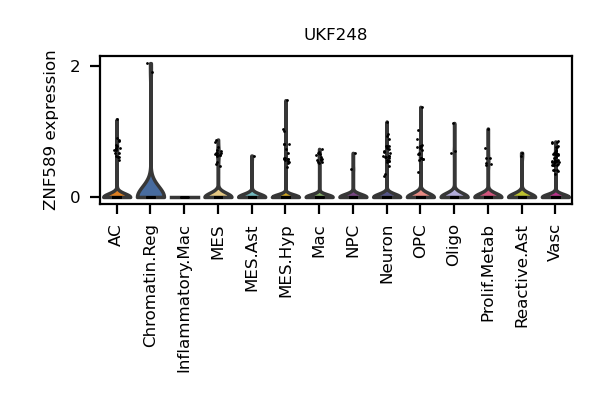 UKF248
ZNF589 expression
2
0
AC
Chromatin.Reg
Inflammatory.Mac
MES
MES.Ast
MES.Hyp
Mac
NPC
Neuron
OPC
Oligo
Prolif.Metab
Reactive.Ast
Vasc